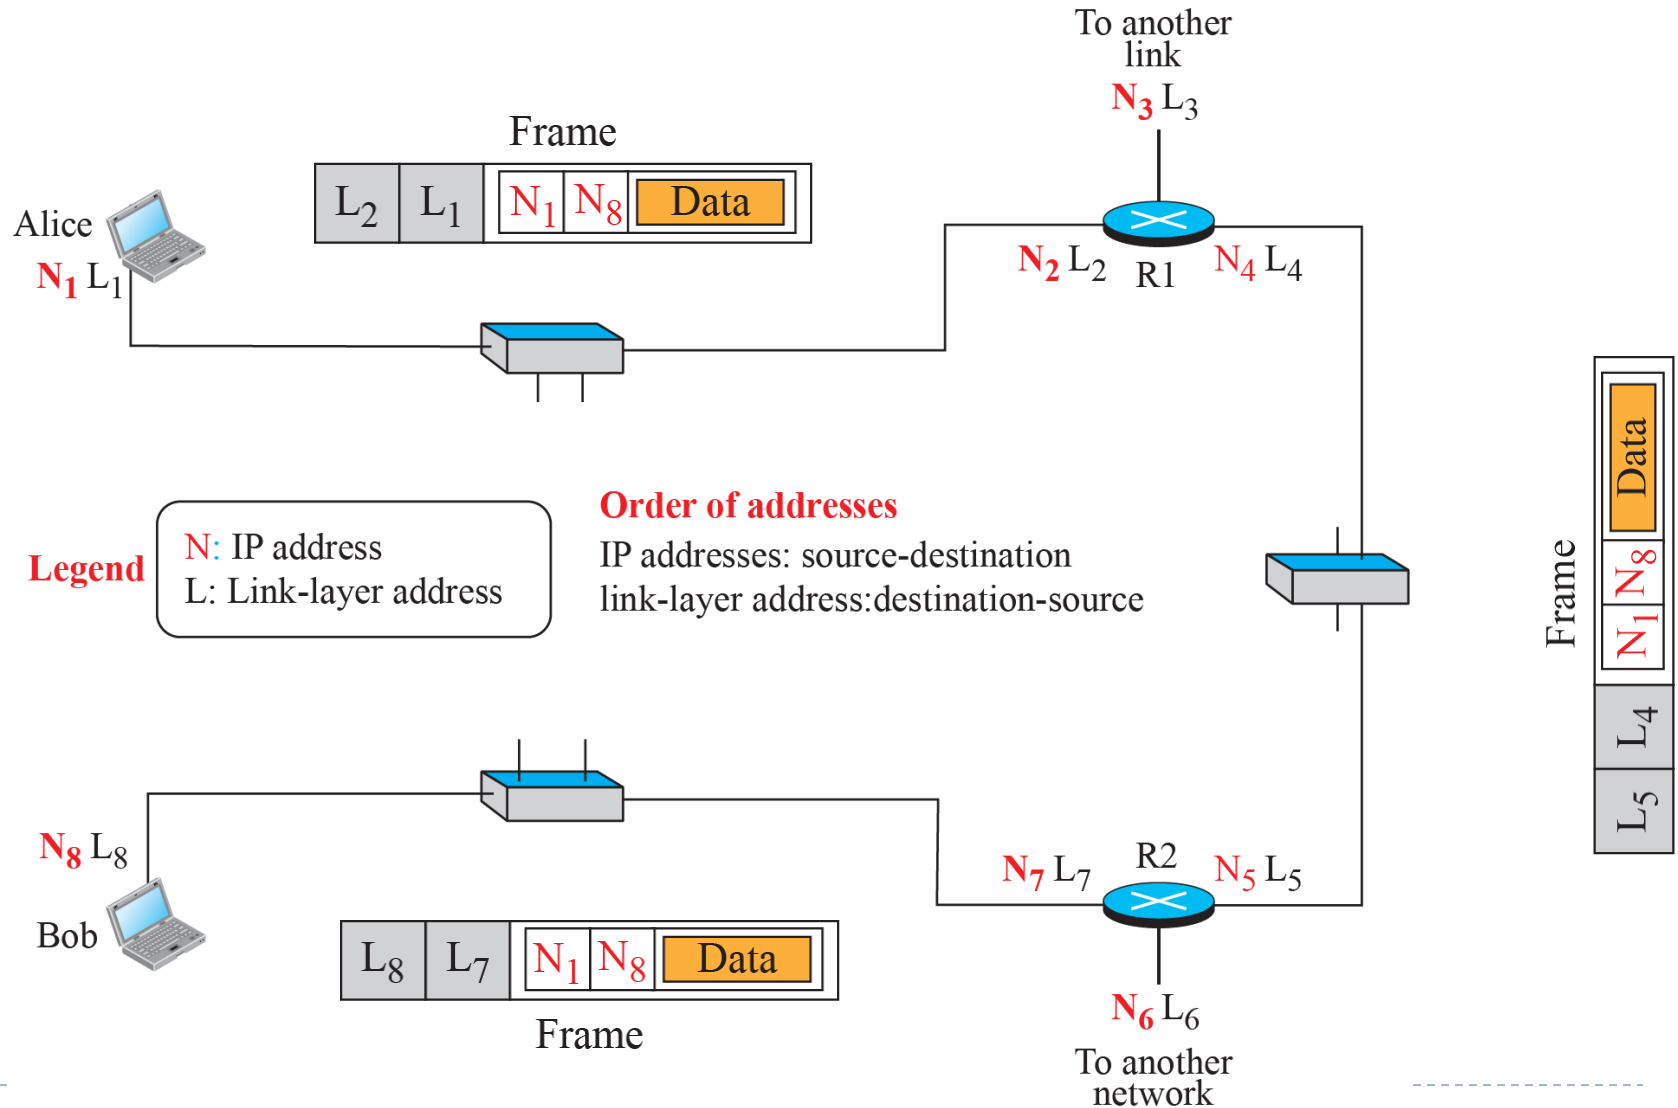 To another
link
N3 L3
Frame
L2 L1 N1 N8 Data
Alice
N1 L1
N2 L2
R1
N4 L4
Order of addresses
IP addresses: source-destination
link-layer address:destination-source
Legend
N: IP address
L: Link-layer address
Frame
L5 L4 N1 N8 Data
N8 L8
Bob
R2
N7 L7
N5 L5
L8 L7 N1 N8 Data
Frame
N6 L6
To another
network